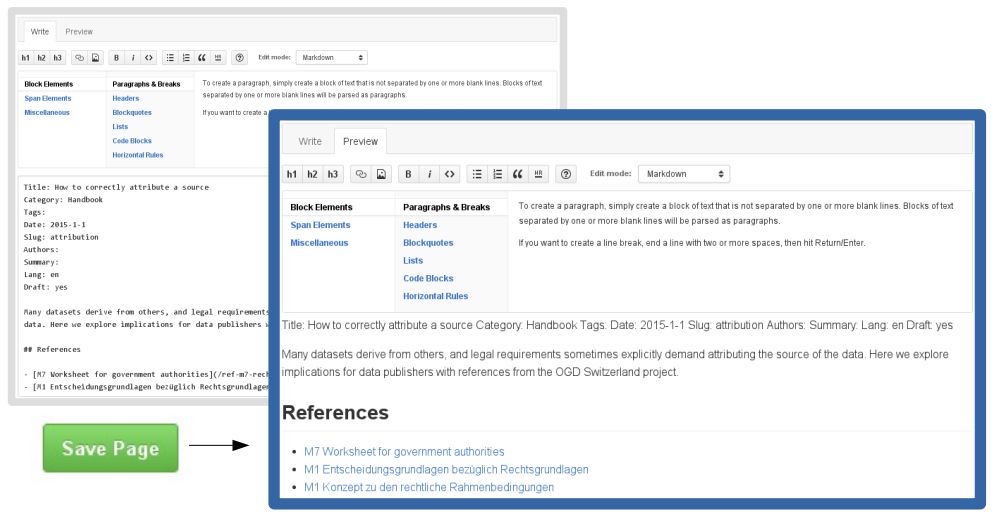 Write Preview
h1 h2 h3 B i <> “ HR ? Edit mode: Markdown
Block Elements
Span Elements
Miscellaneous
Paragraphs & Breaks
Headers
Blockquotes
Lists
Code Blocks
Horizontal Rules
To create a paragraph, simply create a block of text that is not separated by one or more blank lines. Blocks of text
separated by one or more blank lines will be parsed as paragraphs.
If you want to create a
Title: How to correctly attribute a source
Category: Handbook
Tags:
Date: 2015-1-1
Slug: attribution
Authors:
Summary:
Lang: en
Draft: yes
Many datasets derive from others, and legal requirements
data. Here we explore implications for data publishers
## References
- [M7 Worksheet for government authorities](/ref-m7-rech
- [M1 Entscheidungsgrundlagen bezüglich Rechtsgrundlagen
Save Page
Write Preview
h1 h2 h3 B i <> “ HR ? Edit mode: Markdown
Block Elements
Span Elements
Miscellaneous
Paragraphs & Breaks
Headers
Blockquotes
Lists
Code Blocks
Horizontal Rules
To create a paragraph, simply create a block of text that is not separated by one or more blank lines. Blocks of text
separated by one or more blank lines will be parsed as paragraphs.
If you want to create a line break, end a line with two or more spaces, then hit Return/Enter.
Title: How to correctly attribute a source Category: Handbook Tags: Date: 2015-1-1 Slug: attribution Authors: Summary: Lang: en Draft: yes
Many datasets derive from others, and legal requirements sometimes explicitly demand attributing the source of the data. Here we explore
implications for data publishers with references from the OGD Switzerland project.
References
• M7 Worksheet for government authorities
• M1 Entscheidungsgrundlagen bezüglich Rechtsgrundlagen
• M1 Konzept zu den rechtliche Rahmenbedingungen